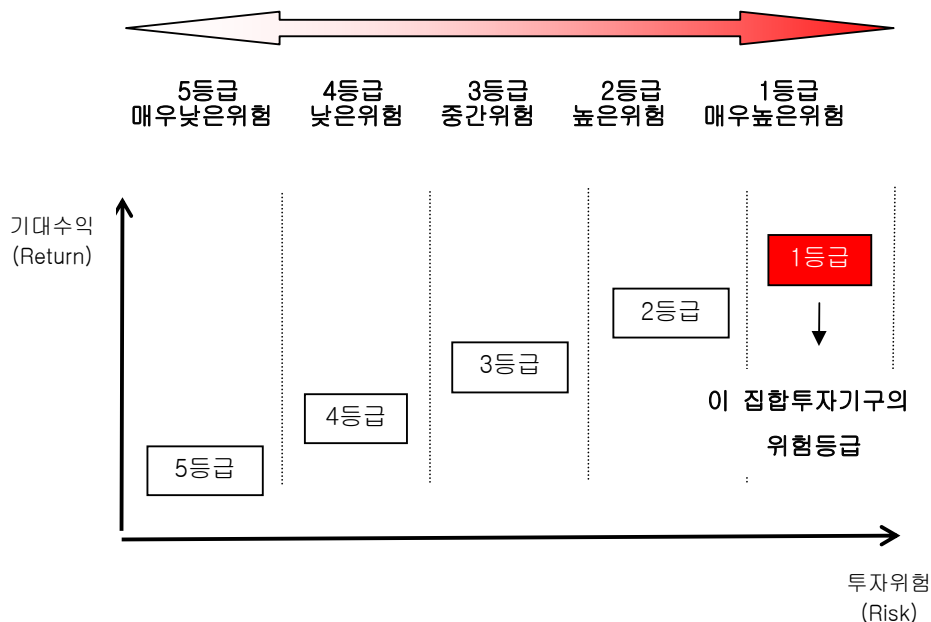 5등급 4등급 3등급 2등급 1등급
매우낮은위험 낮은위험 중간위험 높은위험 매우높은위험
기대수익
(Return)
1등급
2등급
3등급
이 집합투자기구의
4등급
위험등급
5등급
투자위험
(Risk)